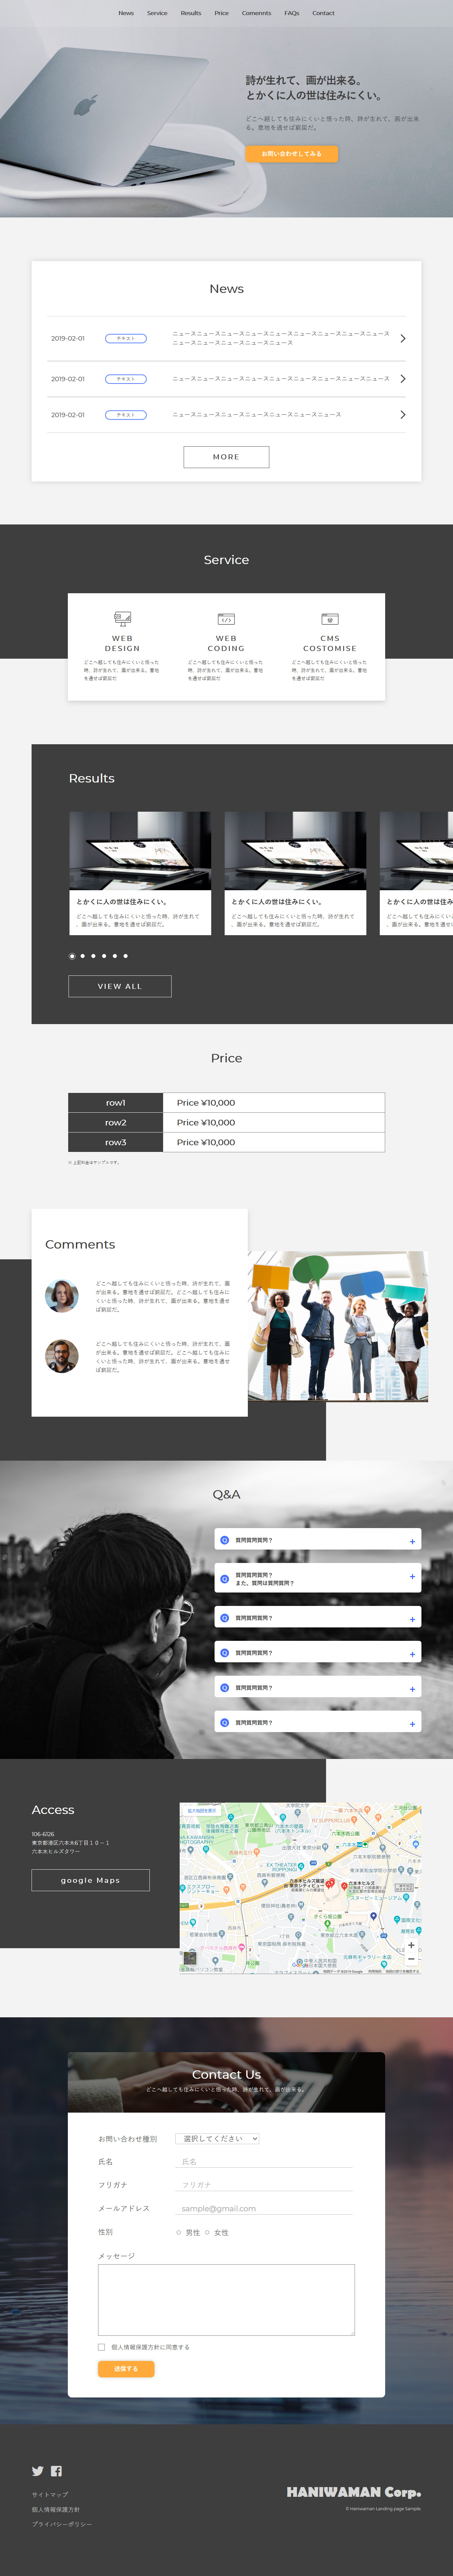 News Service Results Price Comennts FAQs Contact
詩が生れて、画が出来る。
とかくに人の世は住みにくい。
どこへ越しても住みにくいと悟った時、詩が生れて、画が出来
る。意地を通せば窮屈だ。
お問い合わせしてみる
News
2019-02-01 テキスト ニュースニュースニュースニュースニュースニュースニュースニュースニュース
ニュースニュースニュースニュースニュース
2019-02-01 テキスト ニュースニュースニュースニュースニュースニュースニュースニュースニュース
2019-02-01 テキスト ニュースニュースニュースニュースニュースニュースニュース
MORE
Service
WEB
DESIGN
どこへ越しても住みにくいと悟った
時、詩が生れて、画が出来る。意地
を通せば窮屈だ
WEB
CODING
どこへ越しても住みにくいと悟った
時、詩が生れて、画が出来る。意地
を通せば窮屈だ
CMS
COSTOMISE
どこへ越しても住みにくいと悟った
時、詩が生れて、画が出来る。意地
を通せば窮屈だ
Results
とかくに人の世は住みにくい。
どこへ越しても住みにくいと悟った時、詩が生れて
、画が出来る。意地を通せば窮屈だ。
とかくに人の世は住みにくい。
どこへ越しても住みにくいと悟った時、詩が生れて
、画が出来る。意地を通せば窮屈だ。
とかくに人の世は住み
どこへ越しても住みにく
、画が出来る。意地を通せば
VIEW ALL
Price
row1 Price ¥10,000
row2 Price ¥10,000
row3 Price ¥10,000
※ 上記料金はサンプルです。
Comments
どこへ越しても住みにくいと悟った時、詩が生れて、画
が出来る。意地を通せば窮屈だ。どこへ越しても住みに
くいと悟った時、詩が生れて、画が出来る。意地を通せ
ば窮屈だ。
どこへ越しても住みにくいと悟った時、詩が生れて、画
が出来る。意地を通せば窮屈だ。どこへ越しても住みに
くいと悟った時、詩が生れて、画が出来る。意地を通せ
ば窮屈だ。
Q&A
Q 質問質問質問？ +
Q 質問質問質問？ +
また、質問は質問質問？
Q 質問質問質問？ +
Q 質問質問質問？ +
Q 質問質問質問？ +
Q 質問質問質問？ +
Access
106-6126
東京都港区六本木6丁目１０−１
六本木ヒルズタワー
google Maps
拡大地図を表示
EX THEATER
ROPPONGI
六本木ヒルズ
さくら坂公園
Contact Us
どこへ越しても住みにくいと悟った時、詩が生れて、画が出来る。
お問い合わせ種別 選択してください
氏名 氏名
フリガナ フリガナ
メールアドレス sample@gmail.com
性別 男性 女性
メッセージ
個人情報保護方針に同意する
送信する
サイトマップ
個人情報保護方針
プライバシーポリシー
HANIWAMAN Corp.
© Haniwaman Landing page Sample.